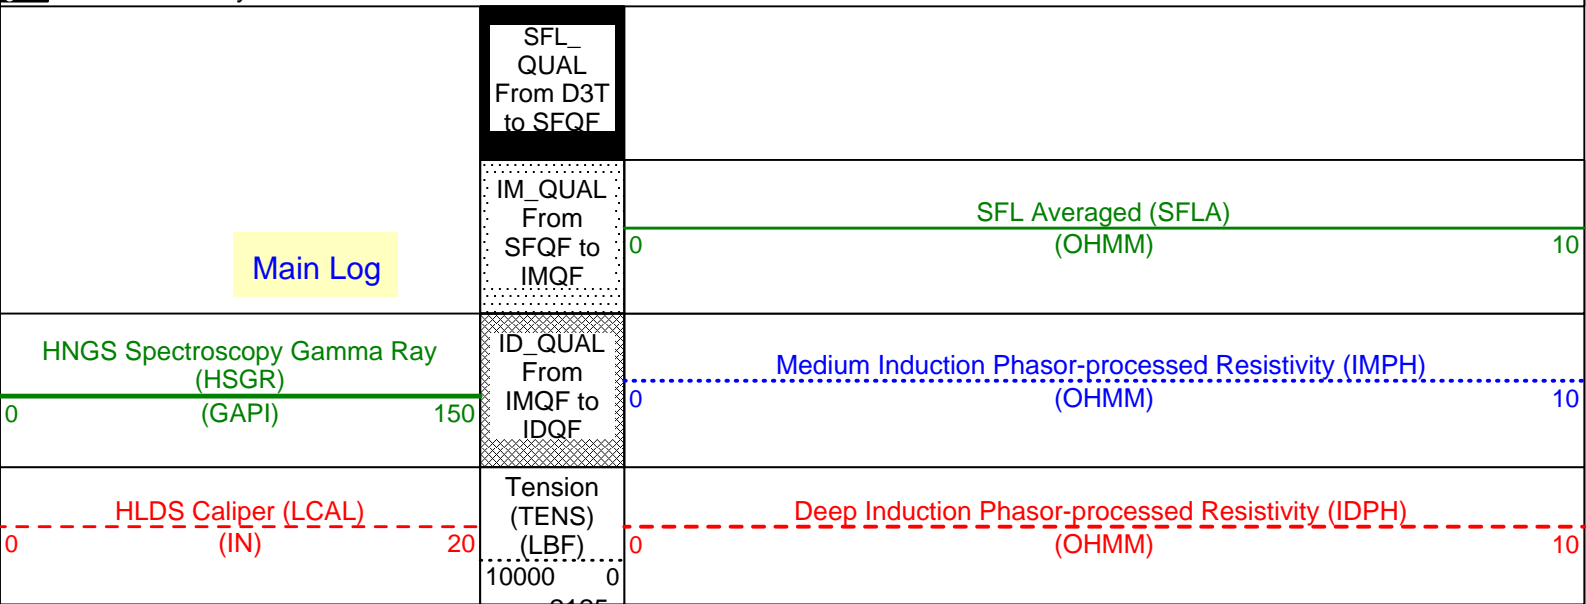 SFL_
QUAL
From D3T
to SFQF
IM_QUAL
From
SFQF to
IMQF
SFL Averaged (SFLA)
0 (OHMM) 10
Main Log
HNGS Spectroscopy Gamma Ray
(HSGR)
0 (GAPI) 150
ID_QUAL
From
IMQF to
IDQF
Medium Induction Phasor-processed Resistivity (IMPH)
0 (OHMM) 10
HLDS Caliper (LCAL)
0 (IN) 20
Tension
(TENS)
(LBF)
10000 0
Deep Induction Phasor-processed Resistivity (IDPH)
0 (OHMM) 10